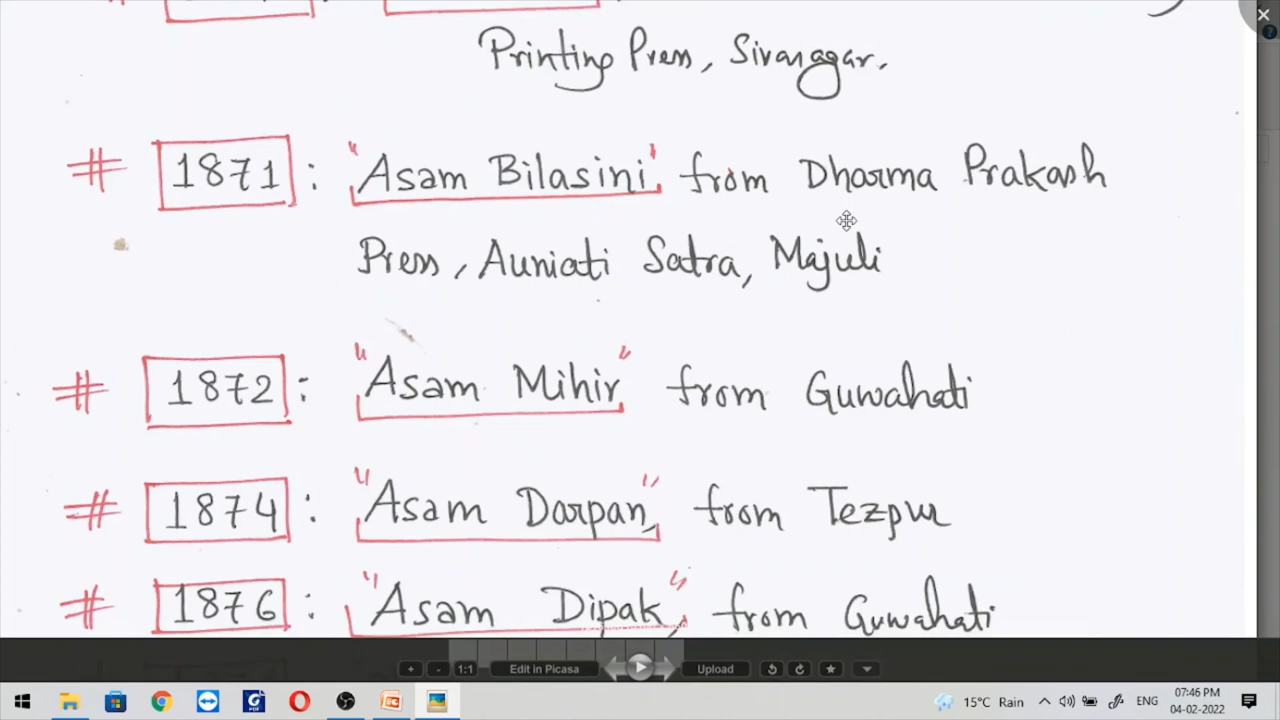 Printing Press, Sivasagar.
# 1871 : "Asam Bilasini" from Dharma Prakash
Press, Auniati Satra, Majuli
# 1872 : "Asam Mihir" from Guwahati
# 1874 : "Asam Darpan," from Tezpur
# 1876 : "Asam Dipak," from Guwahati
+ - 1:1 Edit in Picasa Upload
15°C Rain ENG 07:46 PM
04-02-2022